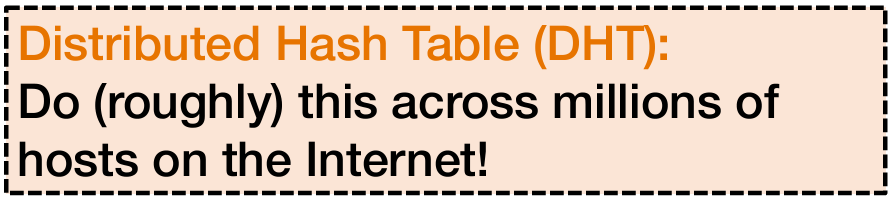 Distributed Hash Table (DHT):
Do (roughly) this across millions of
hosts on the Internet!